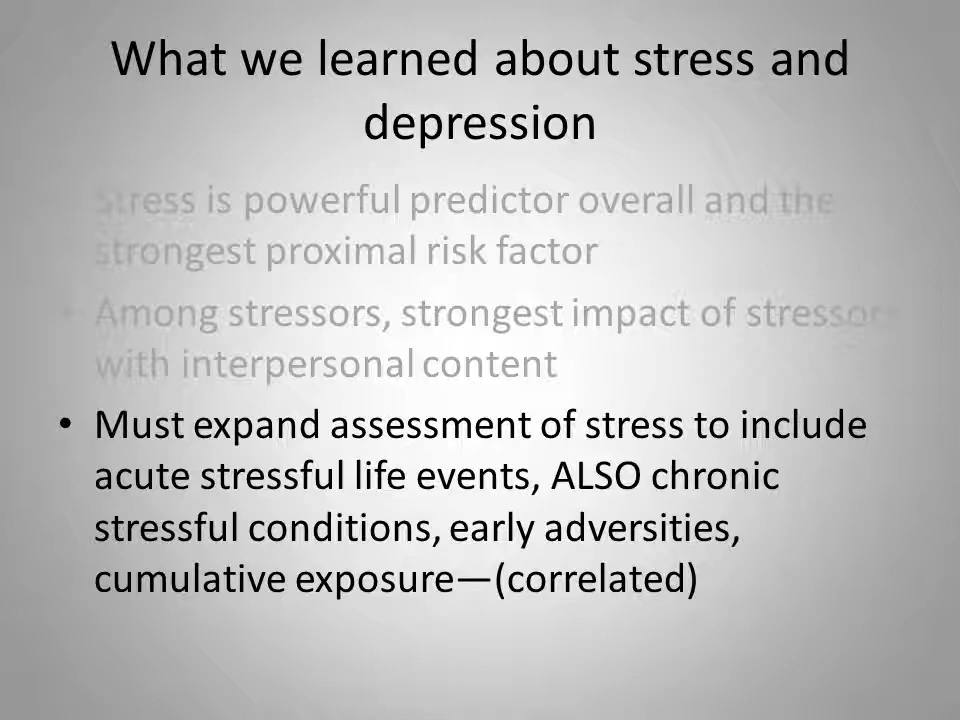 What we learned about stress and
depression
Stress is powerful predictor overall and the
strongest proximal risk factor
• Among stressors, strongest impact of stressors
with interpersonal content
• Must expand assessment of stress to include
acute stressful life events, ALSO chronic
stressful conditions, early adversities,
cumulative exposure—(correlated)